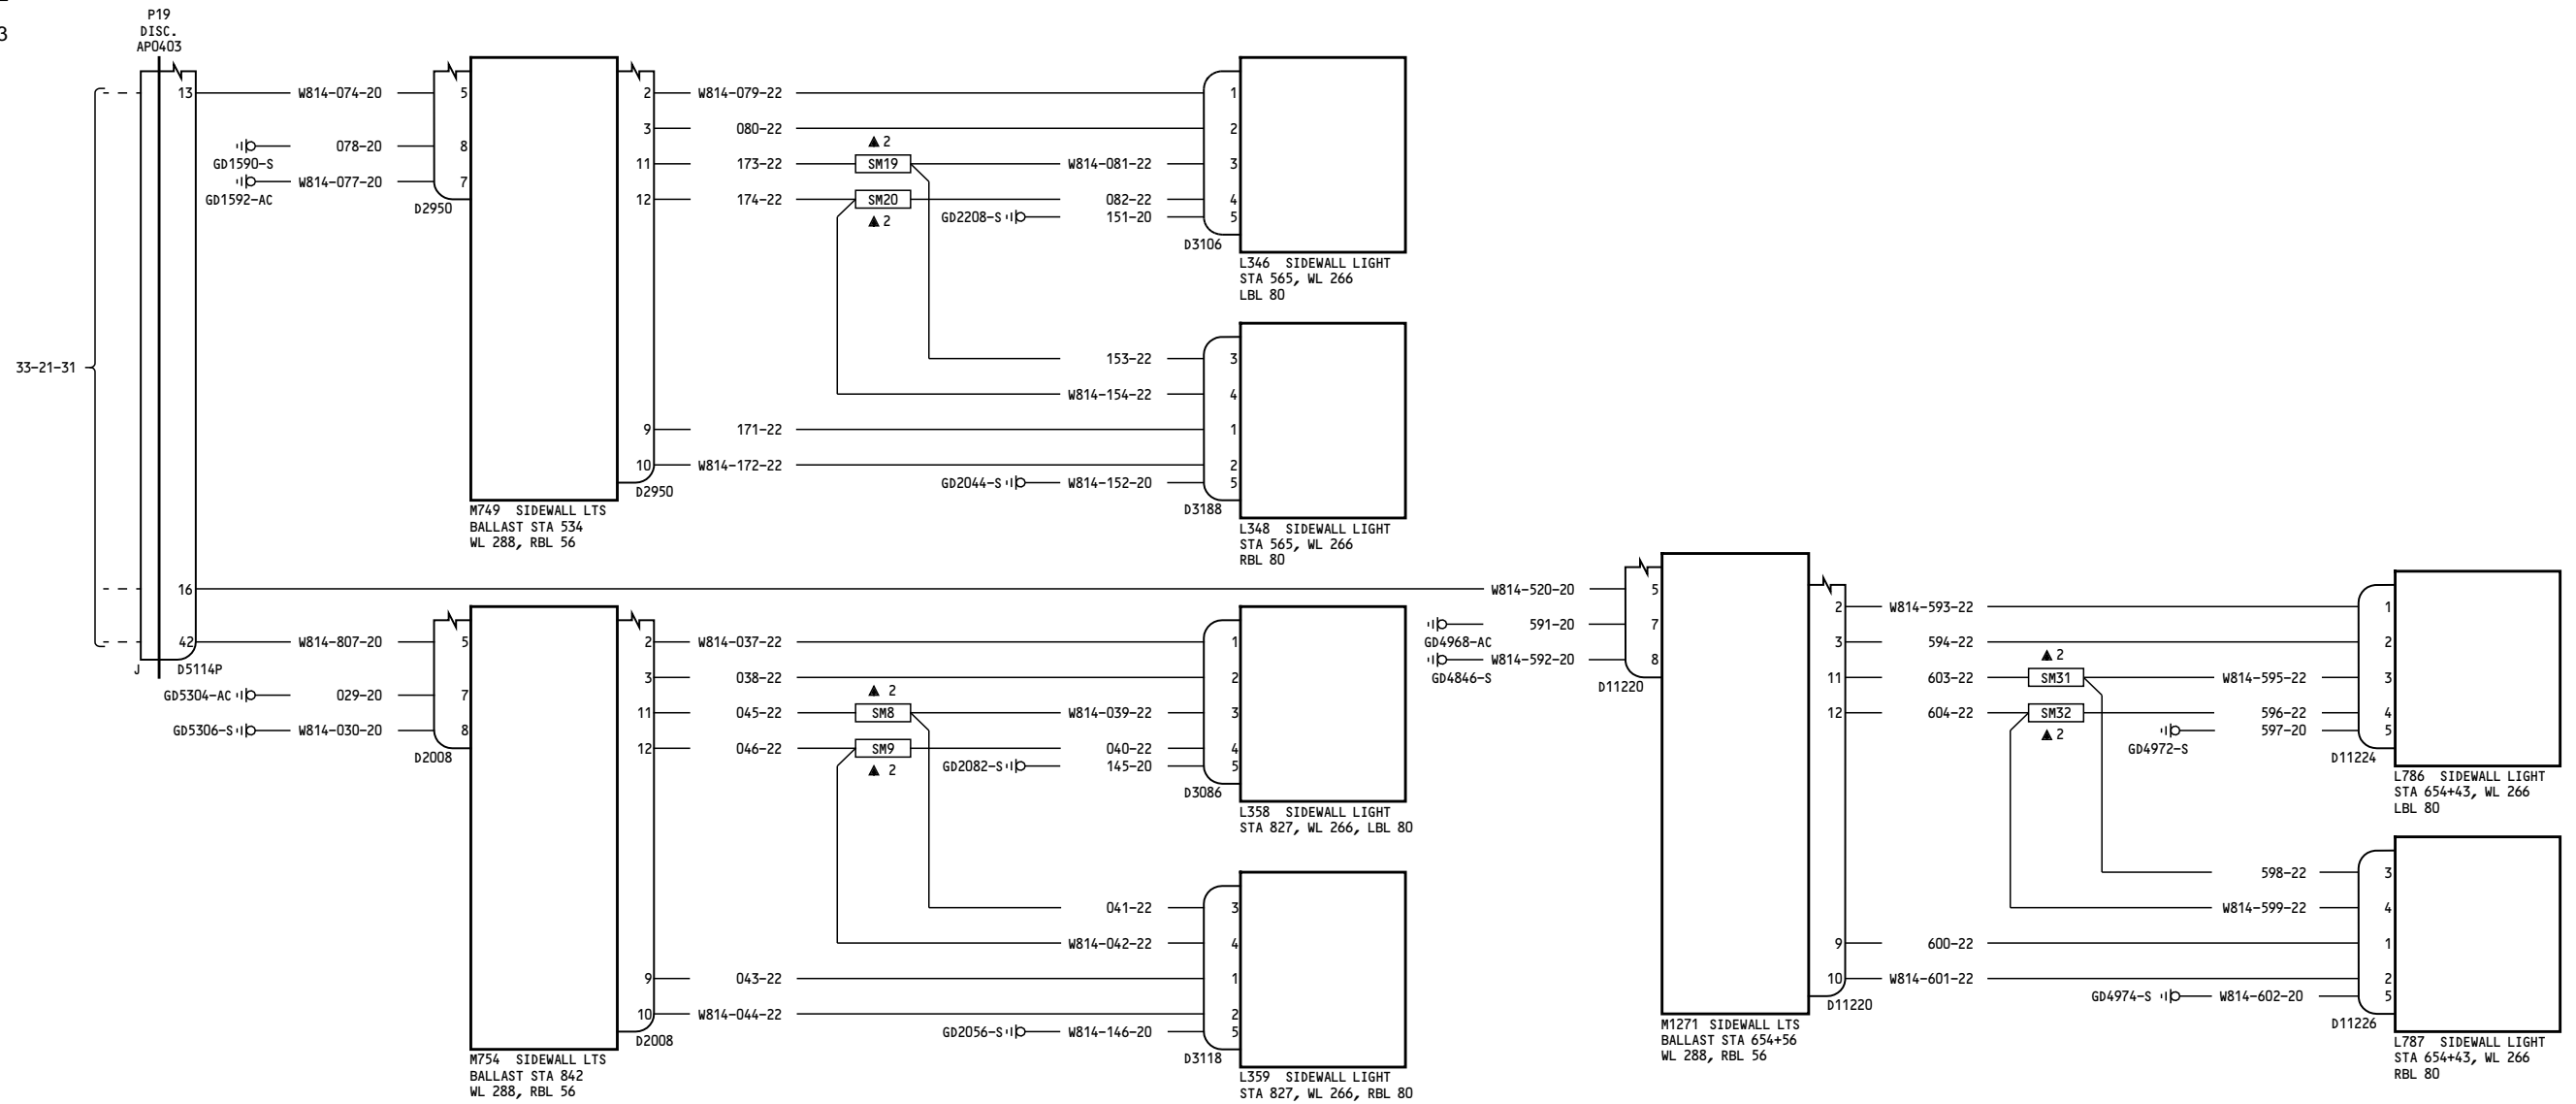 3
P19
DISC.
AP0403
33-21-31
13
16
42
J
D5114P
W814-074-20
GD1590-S
078-20
GD1592-AC
W814-077-20
5
8
7
D2950
M749 SIDEWALL LTS
BALLAST STA 534
WL 288, RBL 56
2
3
11
12
9
10
D2950
W814-079-22
080-22
173-22
174-22
171-22
W814-172-22
▲ 2
SM19
SM20
▲ 2
W814-081-22
082-22
GD2208-S
151-20
1
2
3
4
5
D3106
L346 SIDEWALL LIGHT
STA 565, WL 266
LBL 80
153-22
W814-154-22
GD2044-S
W814-152-20
3
4
1
2
5
D3188
L348 SIDEWALL LIGHT
STA 565, WL 266
RBL 80
W814-807-20
GD5304-AC
029-20
GD5306-S
W814-030-20
5
7
8
D2008
M754 SIDEWALL LTS
BALLAST STA 842
WL 288, RBL 56
2
3
11
12
9
10
D2008
W814-037-22
038-22
045-22
046-22
043-22
W814-044-22
▲ 2
SM8
SM9
▲ 2
W814-039-22
040-22
GD2082-S
145-20
1
2
3
4
5
D3086
L358 SIDEWALL LIGHT
STA 827, WL 266, LBL 80
041-22
W814-042-22
GD2056-S
W814-146-20
3
4
1
2
5
D3118
L359 SIDEWALL LIGHT
STA 827, WL 266, RBL 80
W814-520-20
591-20
GD4968-AC
W814-592-20
GD4846-S
5
7
8
D11220
M1271 SIDEWALL LTS
BALLAST STA 654+56
WL 288, RBL 56
2
3
11
12
9
10
D11220
W814-593-22
594-22
603-22
604-22
600-22
W814-601-22
▲ 2
SM31
SM32
▲ 2
W814-595-22
596-22
GD4972-S
597-20
1
2
3
4
5
D11224
L786 SIDEWALL LIGHT
STA 654+43, WL 266
LBL 80
598-22
W814-599-22
GD4974-S
W814-602-20
3
4
1
2
5
D11226
L787 SIDEWALL LIGHT
STA 654+43, WL 266
RBL 80